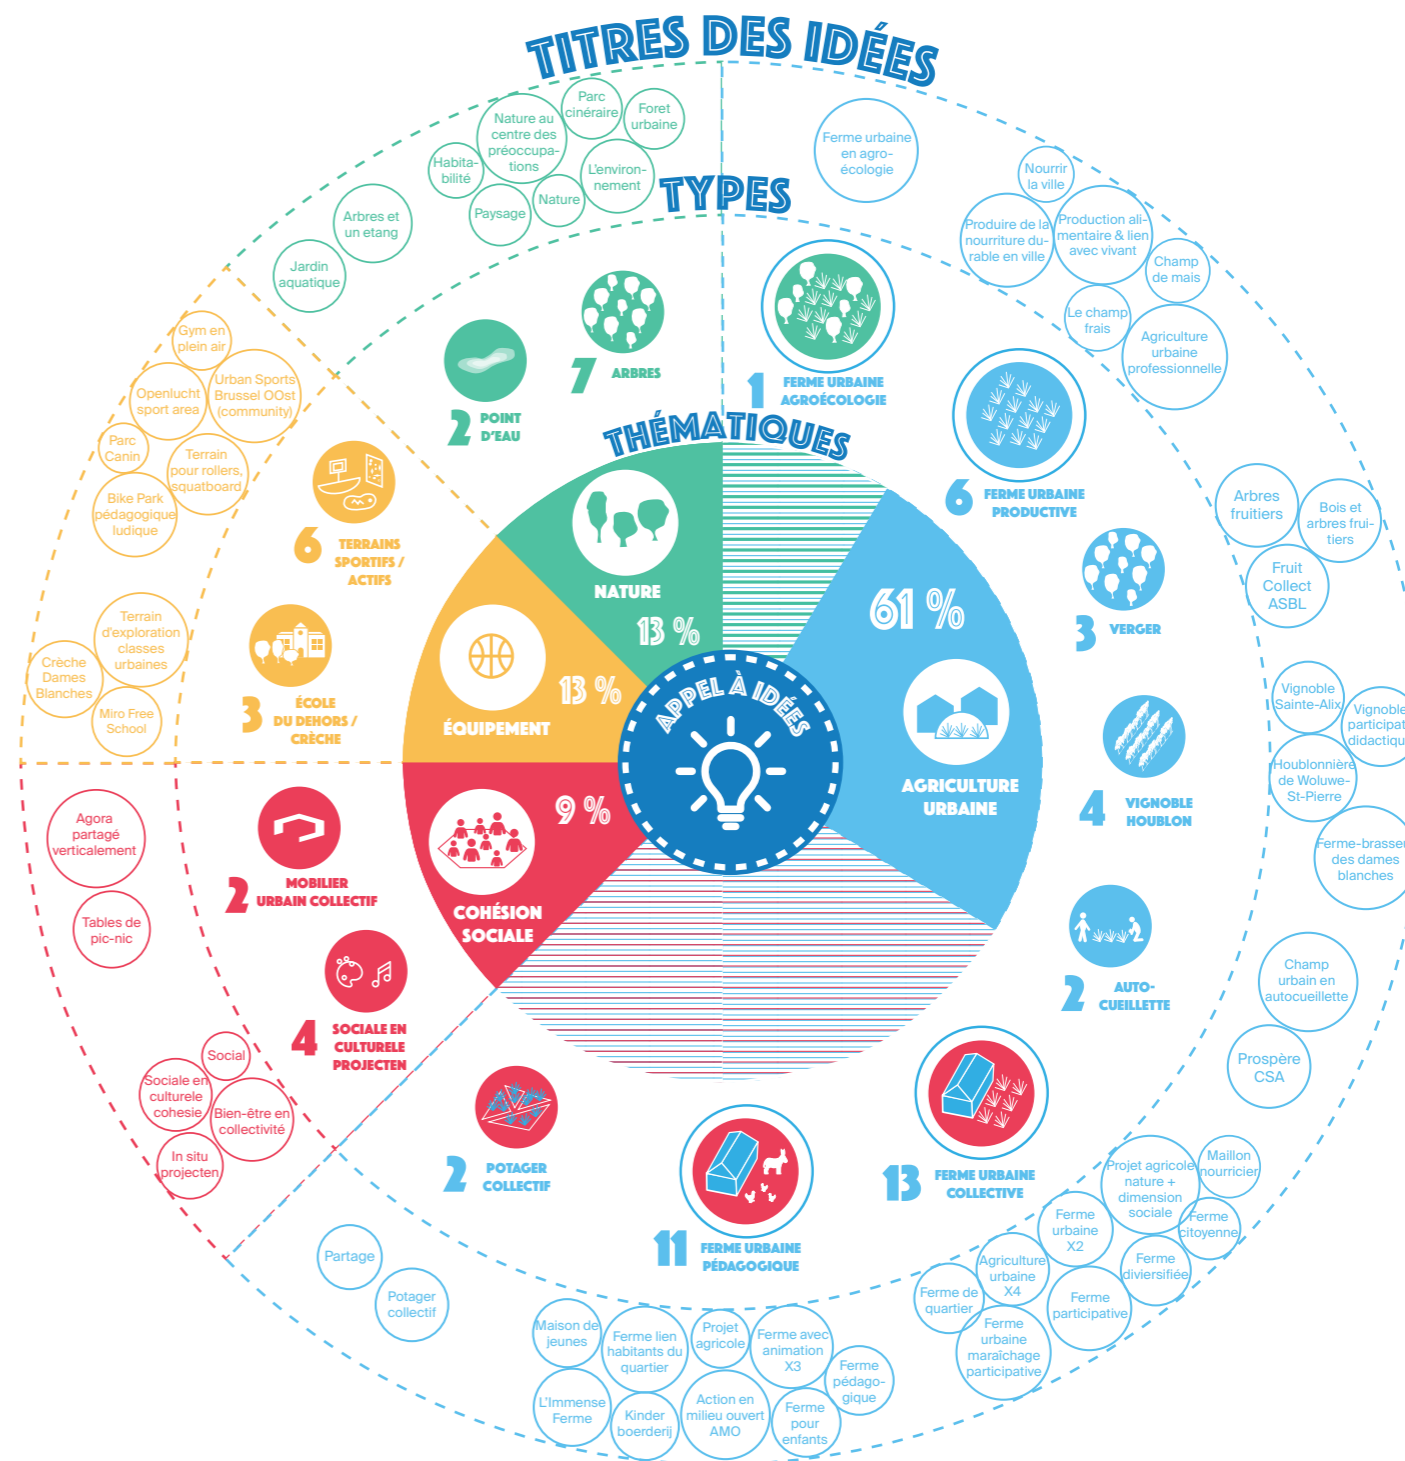 TITRES DES IDÉES
Parc
cinéraire
Foret
urbaine
Nature au
centre des
préoccupa-
tions
Habita-
bilité
L'environ-
nement
Nature
Paysage
Arbres et
un etang
Jardin
aquatique
Ferme urbaine
en agro-
écologie
Nourrir
la ville
Produire de la
nourriture du-
rable en ville
Production ali-
mentaire & lien
avec vivant
Champ
de mais
Le champ
frais
Agriculture
urbaine
professionnelle
TYPES
7 ARBRES
2 POINT
D'EAU
1 FERME URBAINE
AGROÉCOLOGIE
6 FERME URBAINE
PRODUCTIVE
THÉMATIQUES
Gym en
plein air
Openlucht
sport area
Urban Sports
Brussel OOst
(community)
Parc
Canin
Terrain
pour rollers,
squatboard
Bike Park
pédagogique
ludique
6 TERRAINS
SPORTIFS /
ACTIFS
Terrain
d'exploration
classes
urbaines
Crèche
Dames
Blanches
Miro Free
School
3 ÉCOLE
DU DEHORS /
CRÈCHE
NATURE
13 %
ÉQUIPEMENT
13 %
COHÉSION
SOCIALE
9 %
APPEL À IDÉES
61 %
AGRICULTURE
URBAINE
Arbres
fruitiers
Bois et
arbres frui-
tiers
Fruit
Collect
ASBL
3 VERGER
Vignoble
Sainte-Alix
Vignoble
participat
didactiqu
Houblonnière
de Woluwe-
St-Pierre
Ferme-brasse
des dames
blanches
4 VIGNOBLE
HOUBLON
2 AUTO-
CUEILLETTE
Champ
urbain en
autocueillette
Prospère
CSA
Agora
partagé
verticalement
Tables de
pic-nic
2 MOBILIER
URBAIN COLLECTIF
4 SOCIALE EN
CULTURELE
PROJECTEN
Social
Sociale en
culturele
cohesie
Bien-être en
collectivité
In situ
projecten
2 POTAGER
COLLECTIF
11 FERME URBAINE
PÉDAGOGIQUE
13 FERME URBAINE
COLLECTIVE
Partage
Potager
collectif
Maison de
jeunes
Ferme lien
habitants du
quartier
Projet
agricole
Ferme avec
animation
X3
Ferme
pédago-
gique
L'Immense
Ferme
Kinder
boerderij
Action en
milieu ouvert
AMO
Ferme
pour
enfants
Projet agricole
nature +
dimension
sociale
Maillon
nourricier
Ferme
citoyenne
Ferme
urbaine
X2
Ferme
diviersifiée
Agriculture
urbaine
X4
Ferme
participative
Ferme de
quartier
Ferme
urbaine
maraîchage
participative